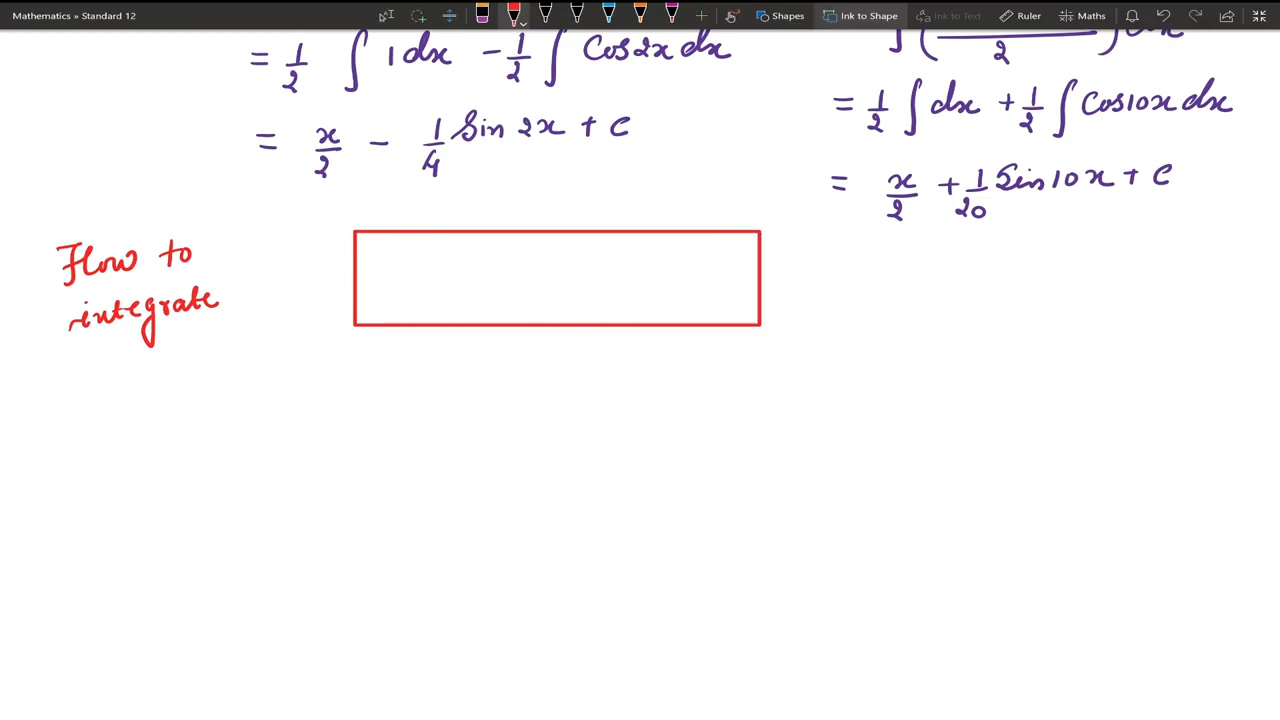 Mathematics » Standard 12
Shapes Ink to Shape Ink to Text Ruler Maths
= 1/2 ∫ 1 dx - 1/2 ∫ Cos2x dx
= x/2 - 1/4 Sin 2x + C
2
= 1/2 ∫ dx + 1/2 ∫ Cos10x dx
= x/2 + 1/20 Sin 10x + C
How to
integrate